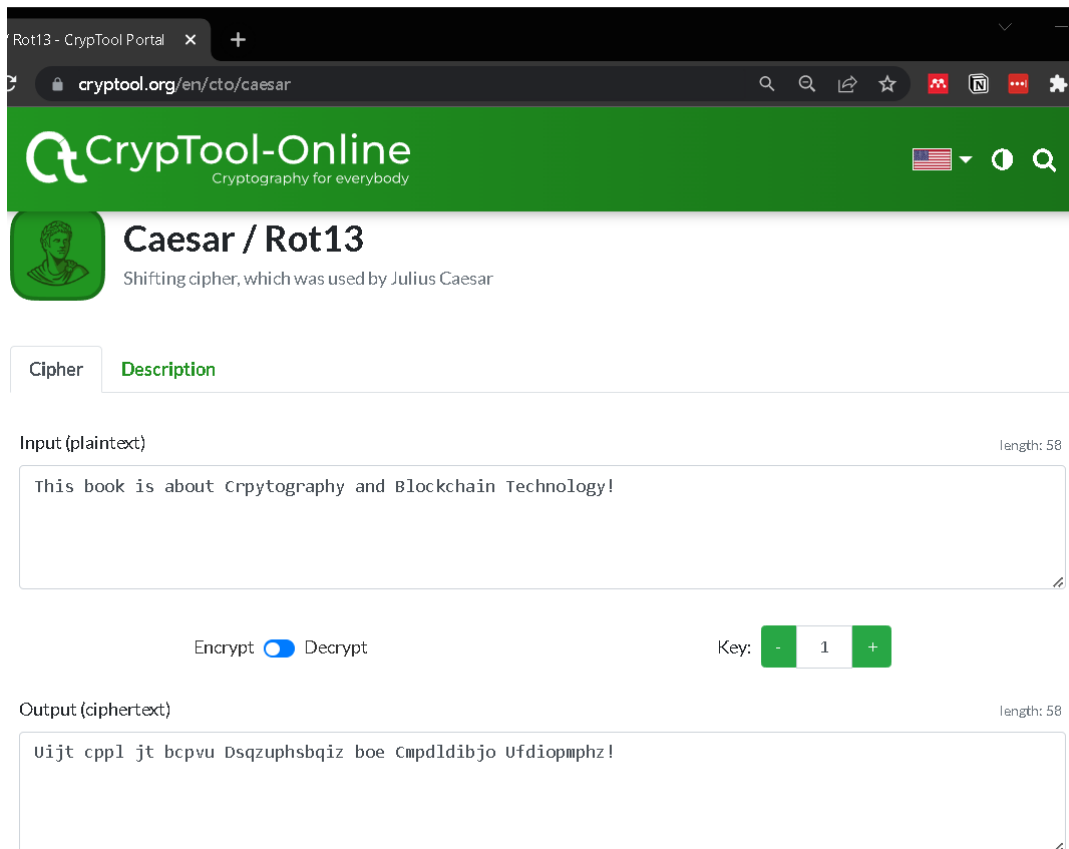 / Rot13 - CrypTool Portal
cryptool.org/en/cto/caesar
CrypTool-Online
Cryptography for everybody
Caesar / Rot13
Shifting cipher, which was used by Julius Caesar
Cipher Description
Input (plaintext) length: 58
This book is about Crpytography and Blockchain Technology!
Encrypt Decrypt Key: - 1 +
Output (ciphertext) length: 58
Uijt cppl jt bcpvu Dsqzuphsbqiz boe Cmpdldibjo Ufdiopmphz!